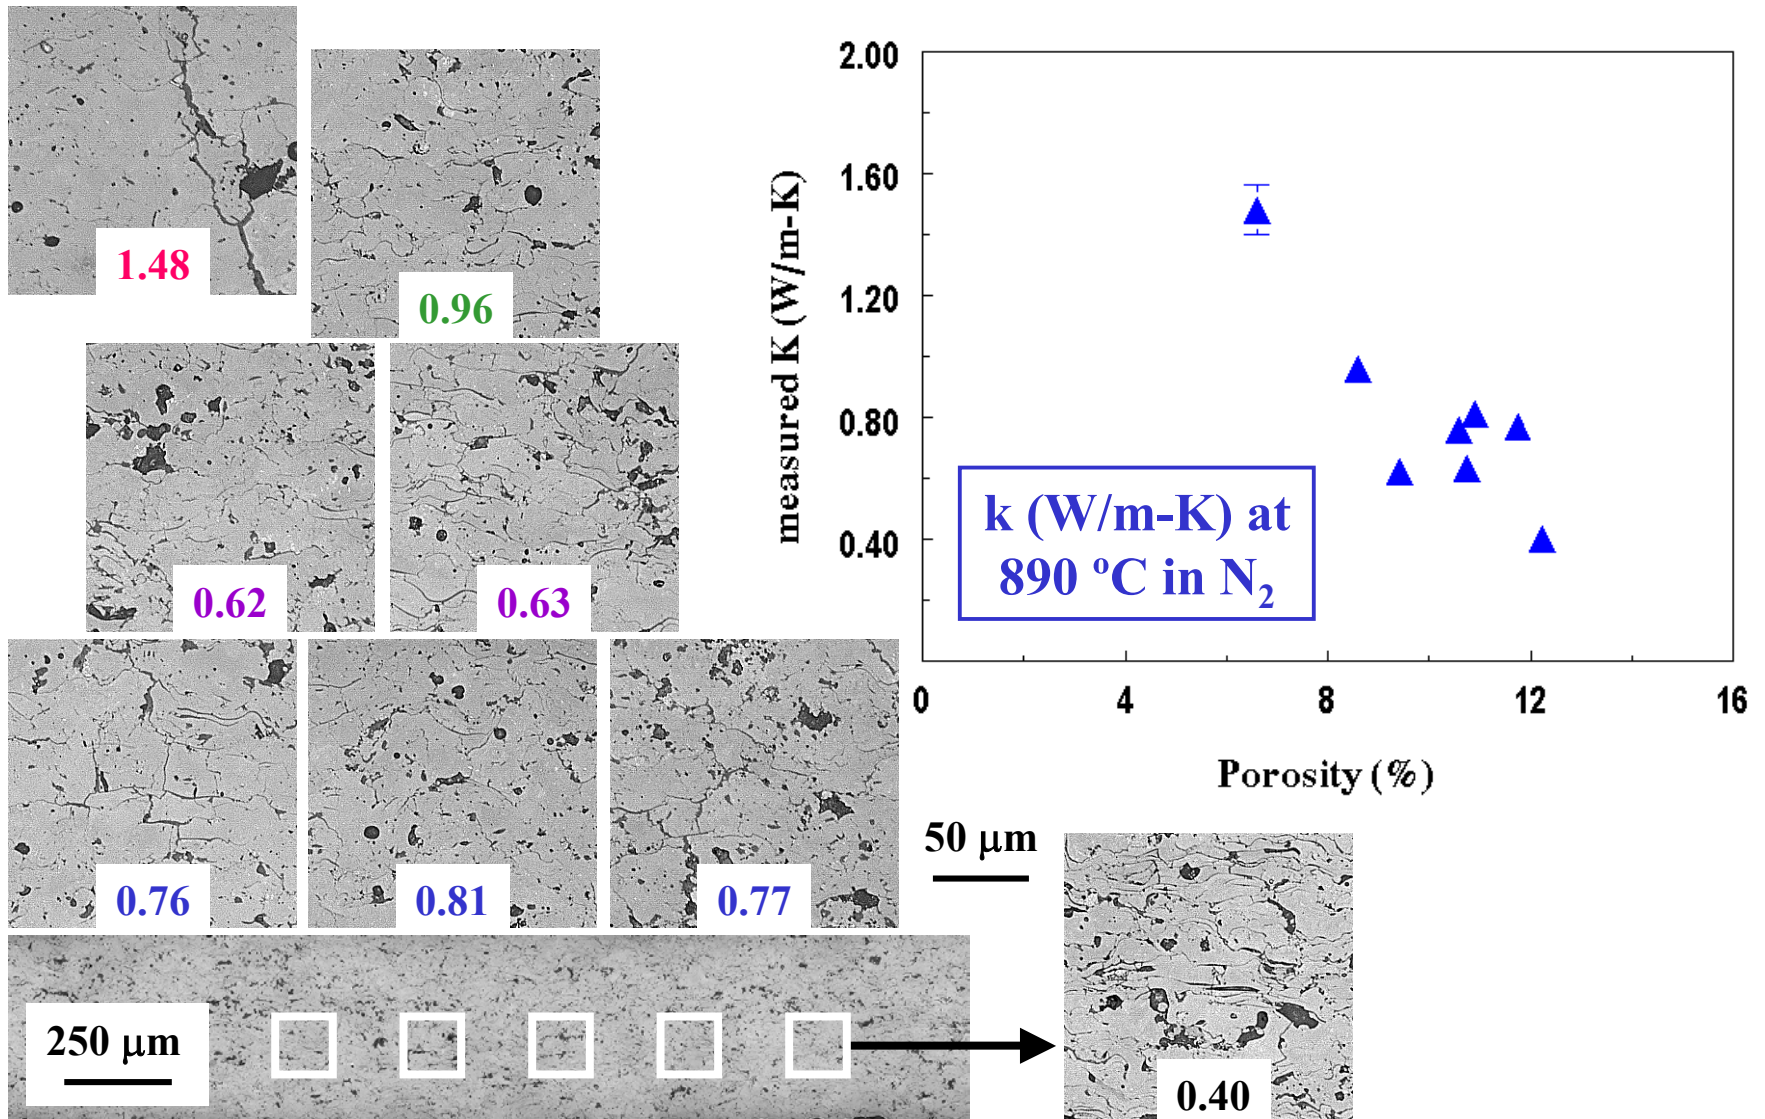 1.48
0.96
0.62
0.63
0.76
0.81
0.77
250 μm
2.00
1.60
1.20
0.80
0.40
measured K (W/m-K)
k (W/m-K) at
890 ºC in N₂
0 4 8 12 16
Porosity (%)
50 μm
0.40